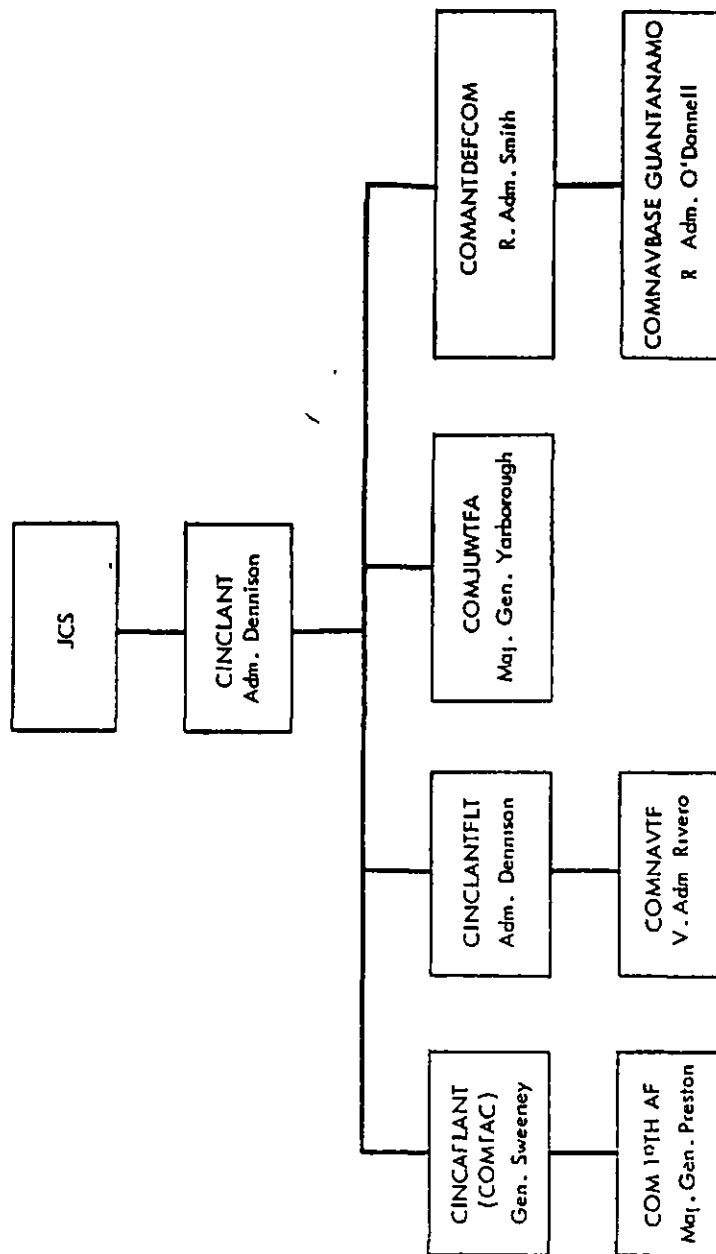 JCS
CINCLANT
Adm. Dennison
CINCAFLANT
(COMTAC)
Gen. Sweeney
CINCLANTFLT
Adm. Dennison
COMJUWTFA
Maj. Gen. Yarborough
COMANTDEFCOM
R. Adm. Smith
COM 19TH AF
Maj. Gen. Preston
COMNAVTF
V. Adm Rivero
COMNAVBASE GUANTANAMO
R Adm. O'Donnell